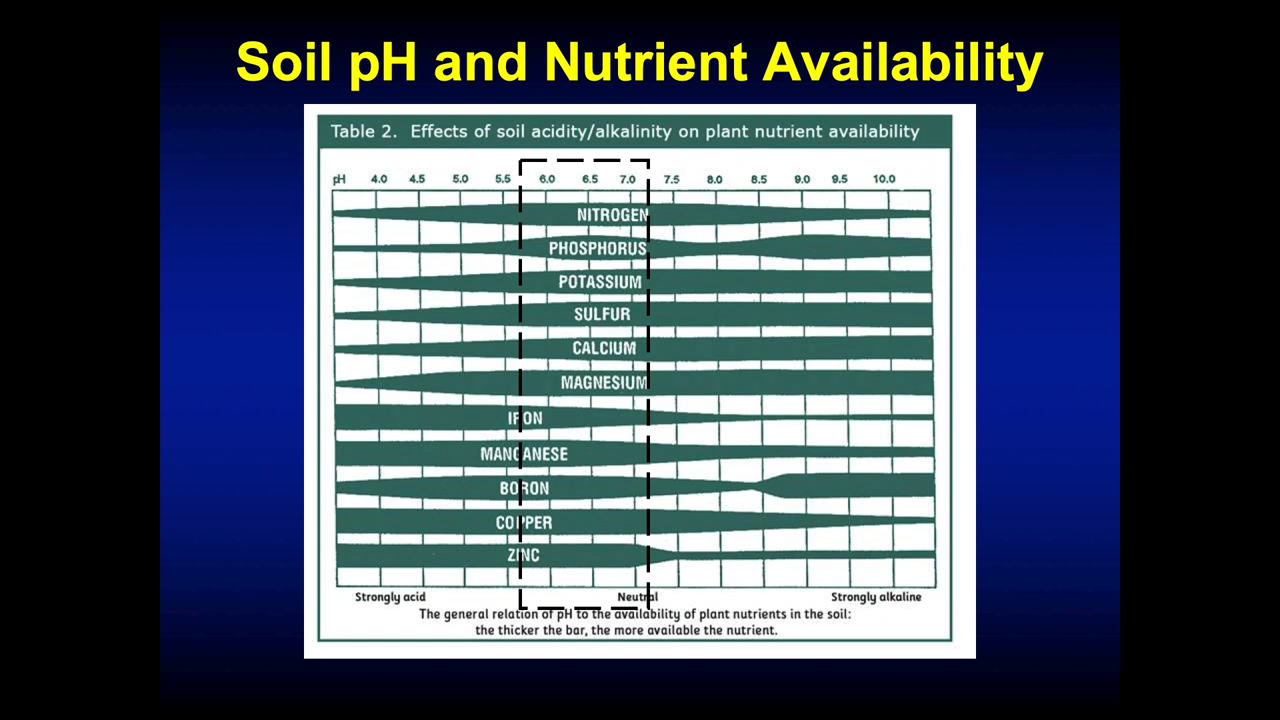 Soil pH and Nutrient Availability
Table 2. Effects of soil acidity/alkalinity on plant nutrient availability
pH 4.0 4.5 5.0 5.5 6.0 6.5 7.0 7.5 8.0 8.5 9.0 9.5 10.0
NITROGEN
PHOSPHORUS
POTASSIUM
SULFUR
CALCIUM
MAGNESIUM
IRON
MANGANESE
BORON
COPPER
ZINC
Strongly acid Neutral Strongly alkaline
The general relation of pH to the availability of plant nutrients in the soil:
the thicker the bar, the more available the nutrient.